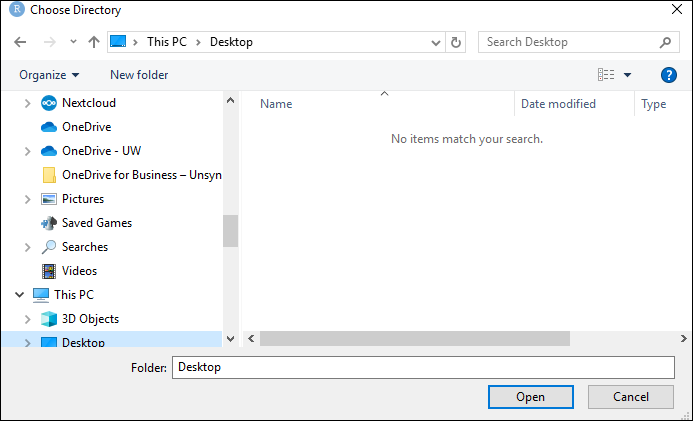 R Choose Directory
This PC > Desktop
Search Desktop
Organize
New folder
?
Name
Date modified
Type
No items match your search.
Nextcloud
OneDrive
OneDrive - UW
OneDrive for Business – Unsyn
Pictures
Saved Games
Searches
Videos
This PC
3D Objects
Desktop
Folder: Desktop
Open
Cancel